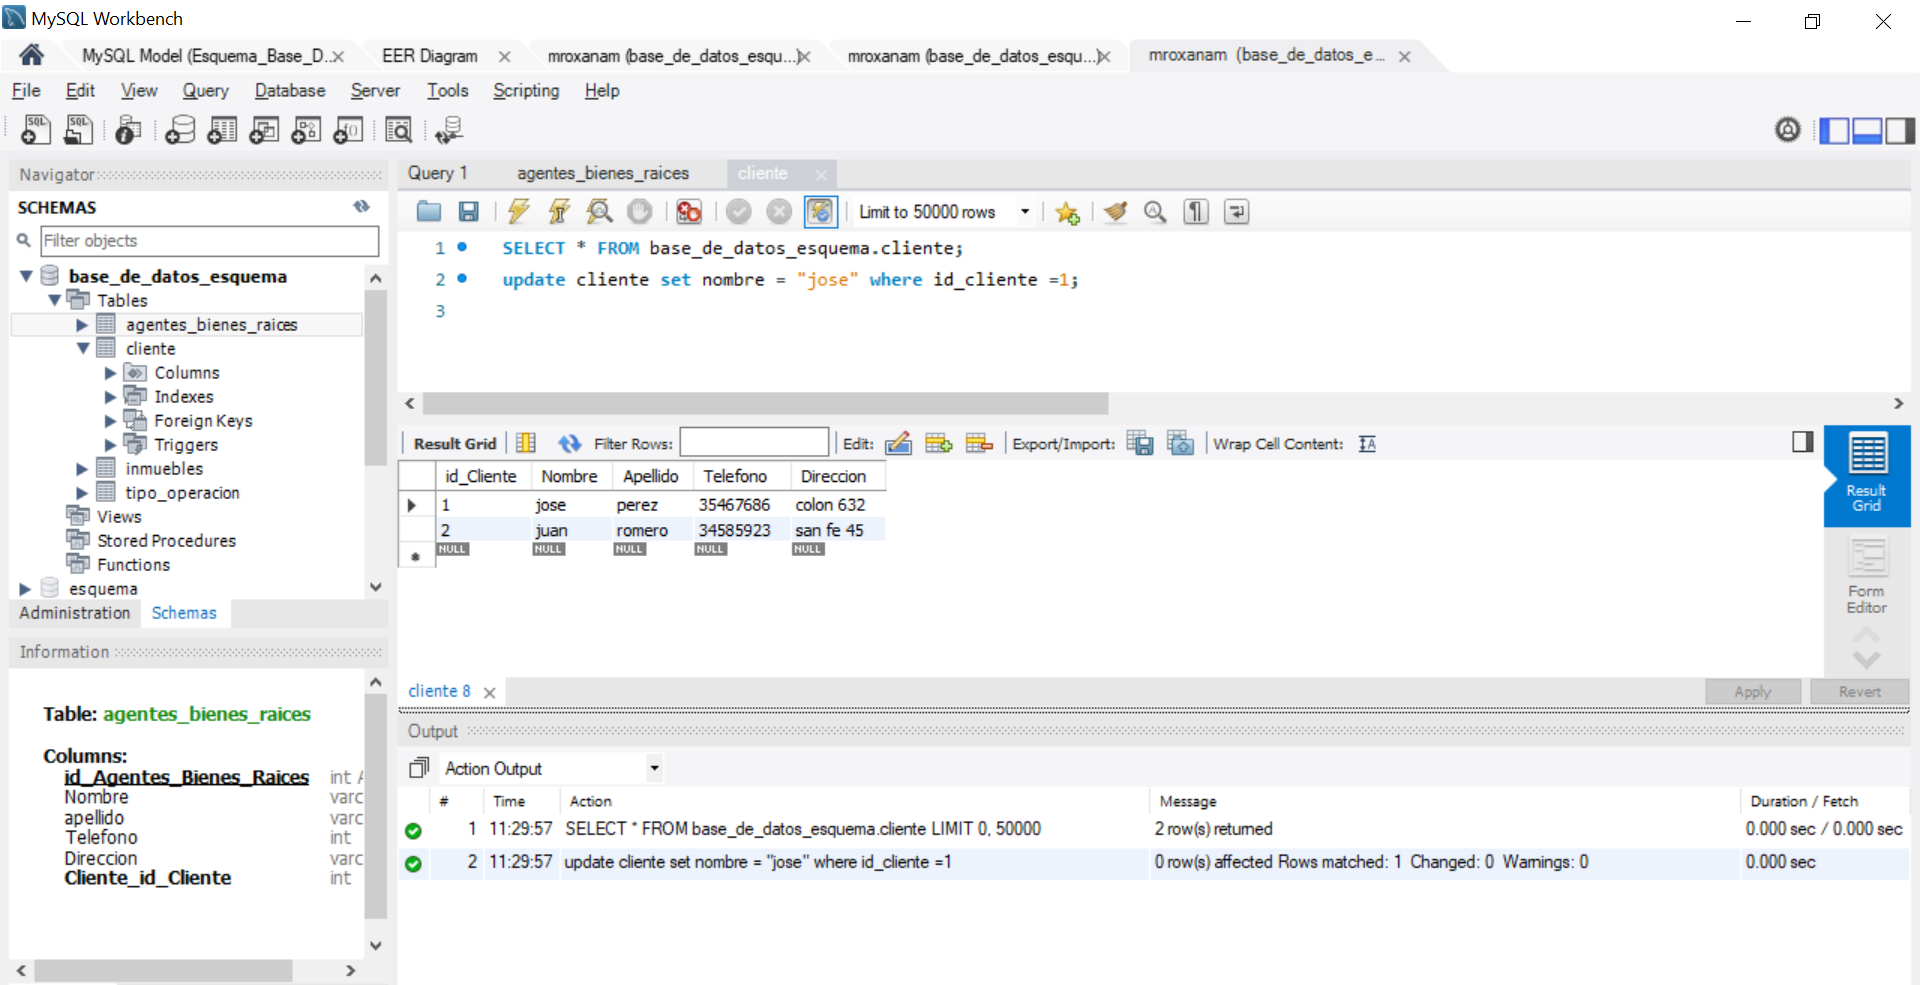 MySQL Workbench
MySQL Model (Esquema_Base_D...
EER Diagram
mroxanam (base_de_datos_esqu...)
mroxanam (base_de_datos_esqu...)
mroxanam (base_de_datos_e...
File Edit View Query Database Server Tools Scripting Help
Navigator
SCHEMAS
Filter objects
base_de_datos_esquema
Tables
agentes_bienes_raices
cliente
Columns
Indexes
Foreign Keys
Triggers
inmuebles
tipo_operacion
Views
Stored Procedures
Functions
esquema
Administration Schemas
Information
Table: agentes_bienes_raices
Columns:
id_Agentes_Bienes_Raices int A
Nombre varc
apellido varc
Telefono int
Direccion varc
Cliente_id_Cliente int
Query 1 agentes_bienes_raices cliente
Limit to 50000 rows
1 SELECT * FROM base_de_datos_esquema.cliente;
2 update cliente set nombre = "jose" where id_cliente =1;
3
Result Grid Filter Rows: Edit: Export/Import: Wrap Cell Content:
id_Cliente Nombre Apellido Telefono Direccion
1 jose perez 35467686 colon 632
2 juan romero 34585923 san fe 45
NULL NULL NULL NULL NULL
Result
Grid
Form
Editor
cliente 8
Apply Revert
Output
Action Output
# Time Action Message Duration / Fetch
1 11:29:57 SELECT * FROM base_de_datos_esquema.cliente LIMIT 0, 50000 2 row(s) returned 0.000 sec / 0.000 sec
2 11:29:57 update cliente set nombre = "jose" where id_cliente =1 0 row(s) affected Rows matched: 1 Changed: 0 Warnings: 0 0.000 sec